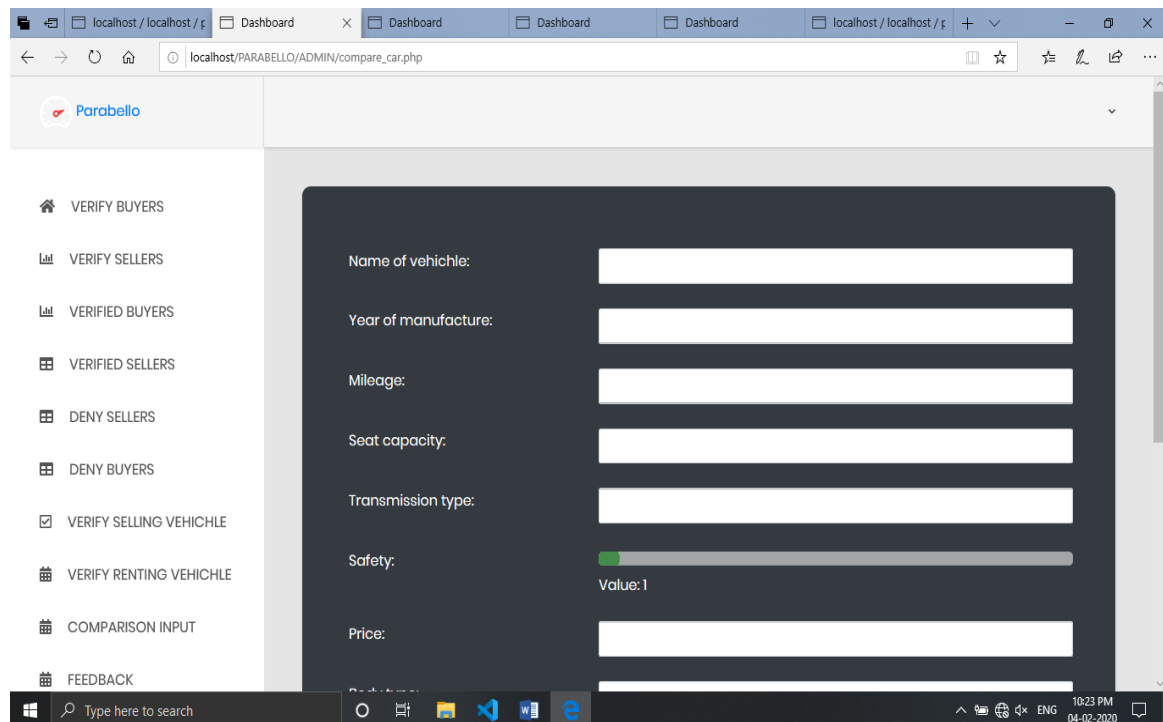 localhost / localhost / p
Dashboard
Dashboard
Dashboard
Dashboard
localhost / localhost / p
localhost/PARABELLO/ADMIN/compare_car.php
Parabello
VERIFY BUYERS
VERIFY SELLERS
VERIFIED BUYERS
VERIFIED SELLERS
DENY SELLERS
DENY BUYERS
VERIFY SELLING VEHICHLE
VERIFY RENTING VEHICHLE
COMPARISON INPUT
FEEDBACK
Name of vehichle:
Year of manufacture:
Mileage:
Seat capacity:
Transmission type:
Safety:
Value: 1
Price:
Body type:
Type here to search
ENG
10:23 PM
04-02-2020